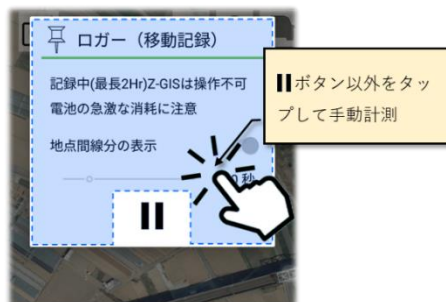 ロガー（移動記録）
記録中(最長2Hr)Z-GISは操作不可
電池の急激な消耗に注意
地点間線分の表示
秒
▐▐ボタン以外をタッ
プして手動計測